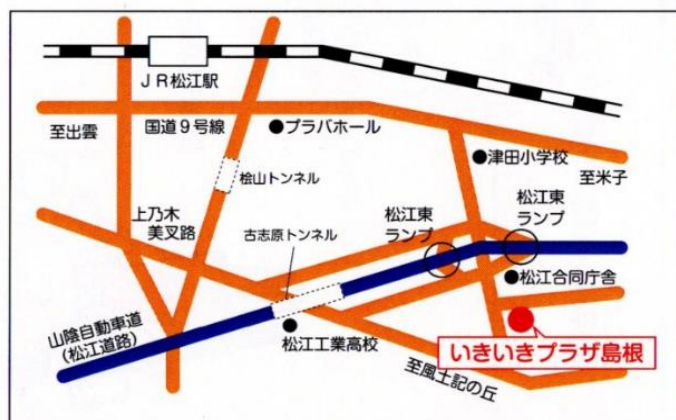 JR松江駅
至出雲
国道9号線
●プラバホール
●津田小学校
至米子
桧山トンネル
上乃木
美叉路
古志原トンネル
松江東
ランプ
松江東
ランプ
●松江合同庁舎
山陰自動車道
(松江道路)
●
松江工業高校
いきいきプラザ島根
至風土記の丘